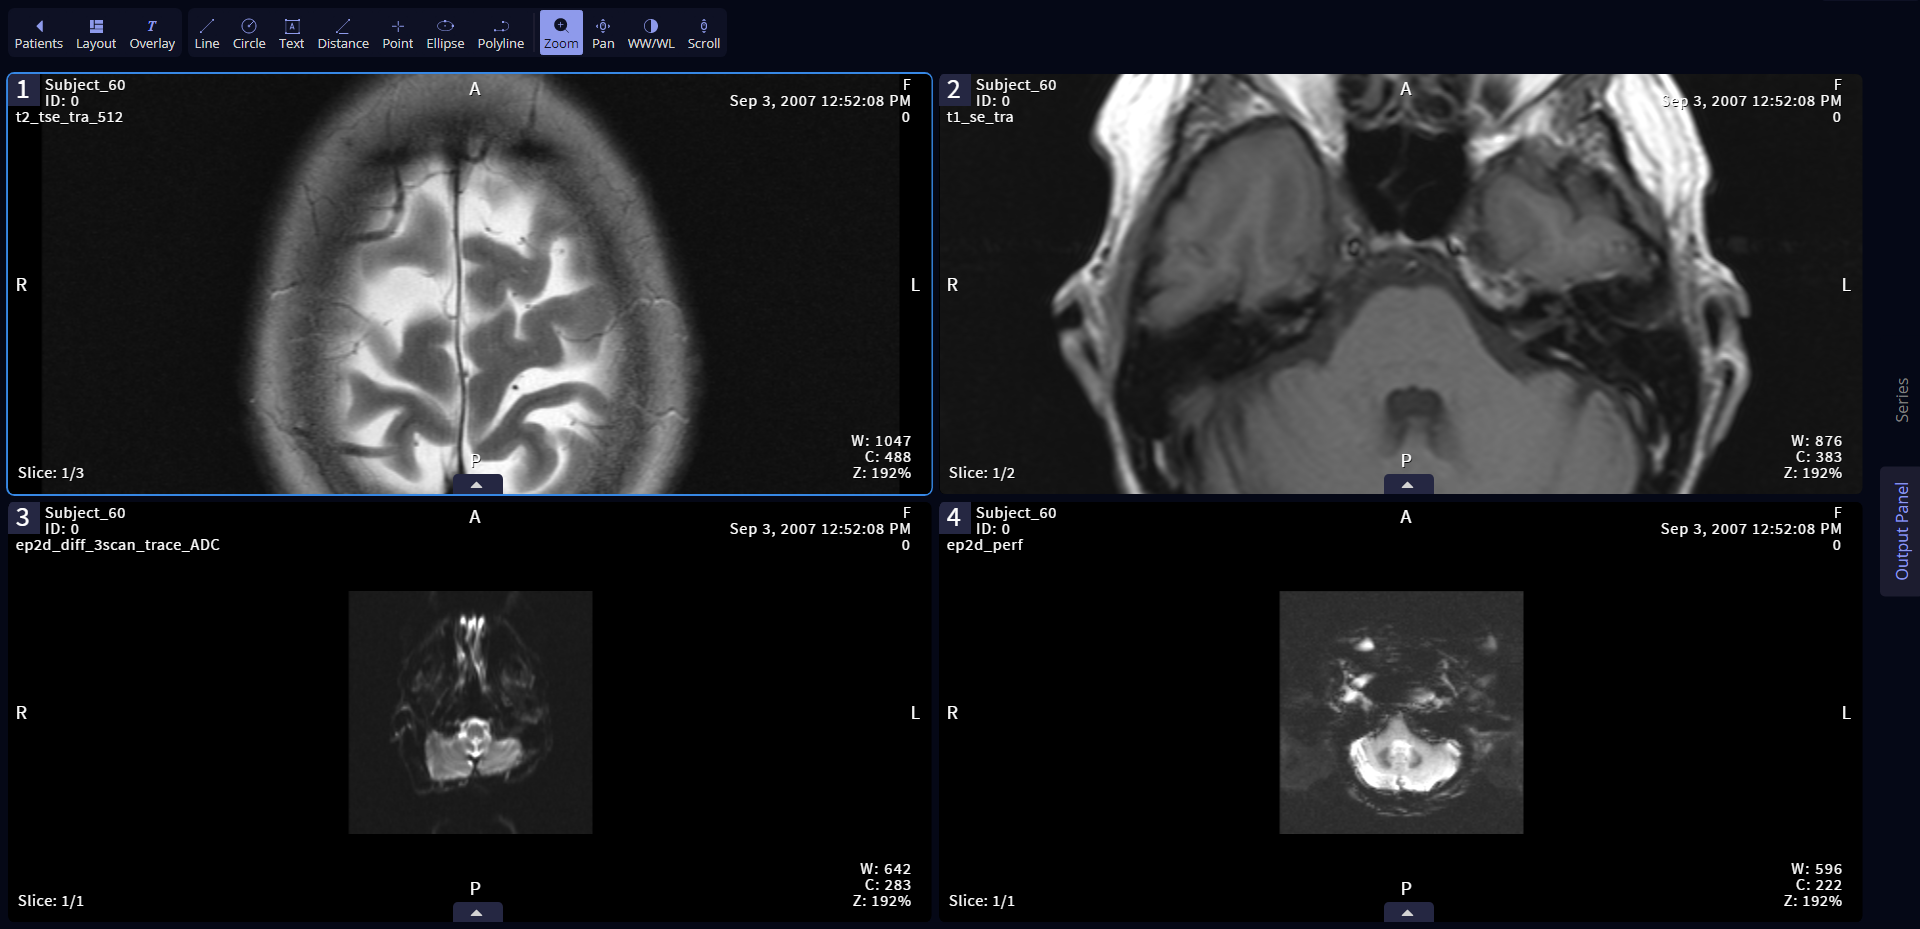 Patients Layout Overlay Line Circle Text Distance Point Ellipse Polyline Zoom Pan WW/WL Scroll
1 Subject_60
ID: 0
t2_tse_tra_512
A
F
Sep 3, 2007 12:52:08 PM
0
R
L
W: 1047
C: 488
Z: 192%
P
Slice: 1/3
2 Subject_60
ID: 0
t1_se_tra
A
F
Sep 3, 2007 12:52:08 PM
0
R
L
W: 876
C: 383
Z: 192%
P
Slice: 1/2
3 Subject_60
ID: 0
ep2d_diff_3scan_trace_ADC
A
F
Sep 3, 2007 12:52:08 PM
0
R
L
W: 642
C: 283
Z: 192%
P
Slice: 1/1
4 Subject_60
ID: 0
ep2d_perf
A
F
Sep 3, 2007 12:52:08 PM
0
R
L
W: 596
C: 222
Z: 192%
P
Slice: 1/1
Series
Output Panel